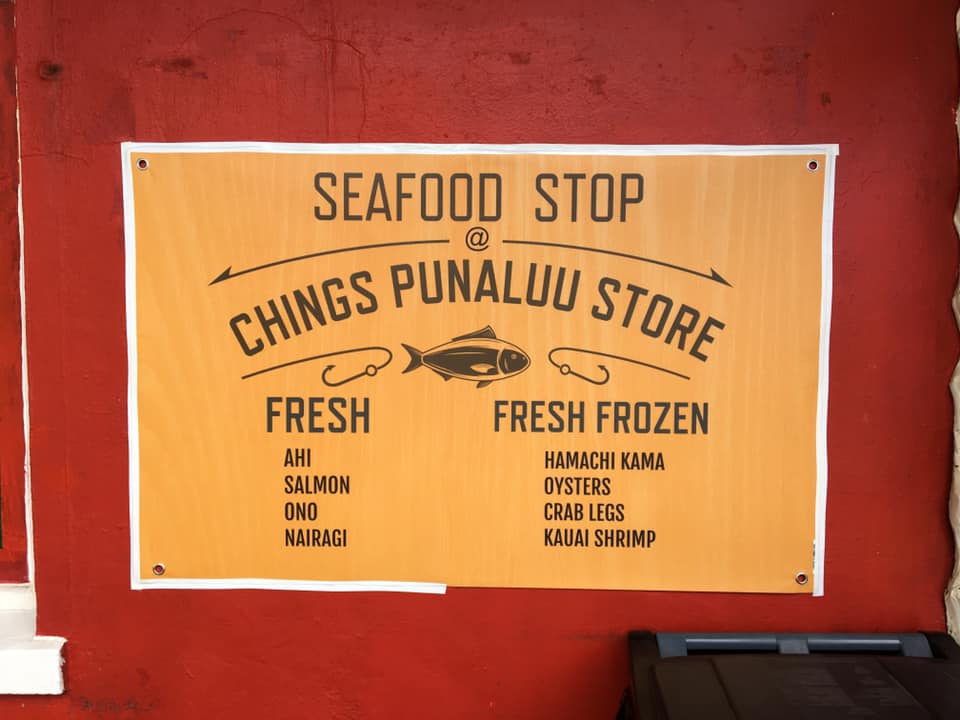 SEAFOOD STOP
@
CHINGS PUNALUU STORE
FRESH
AHI
SALMON
ONO
NAIRAGI
FRESH FROZEN
HAMACHI KAMA
OYSTERS
CRAB LEGS
KAUAI SHRIMP